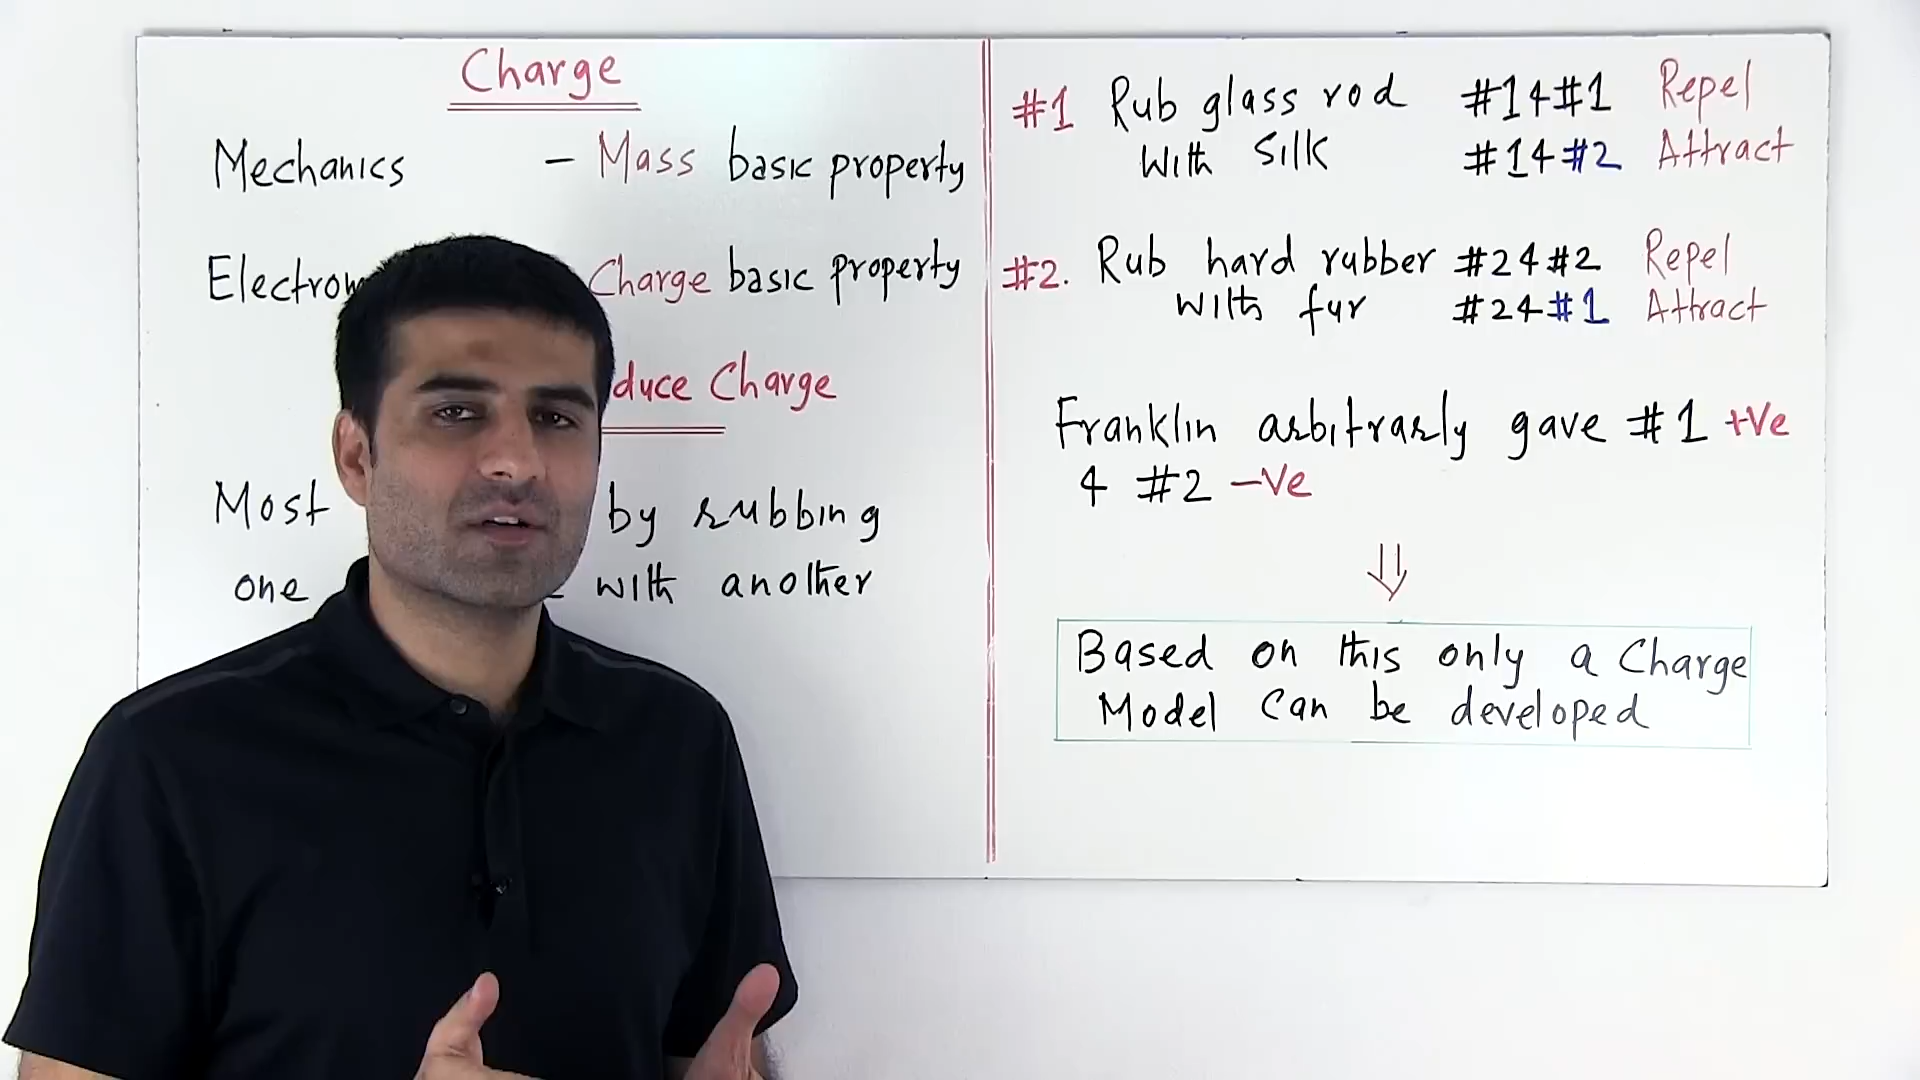 Charge
Mechanics - Mass basic property
Charge basic property
Charge
Most by rubbing
one with another
#1 Rub glass rod #1 & #1 Repel
with Silk #1 & #2 Attract
#2. Rub hard rubber #2 & #2 Repel
with fur #2 & #1 Attract
Franklin arbitrarly gave #1 +Ve
& #2 -Ve
⇓
Based on this only a Charge
Model Can be developed